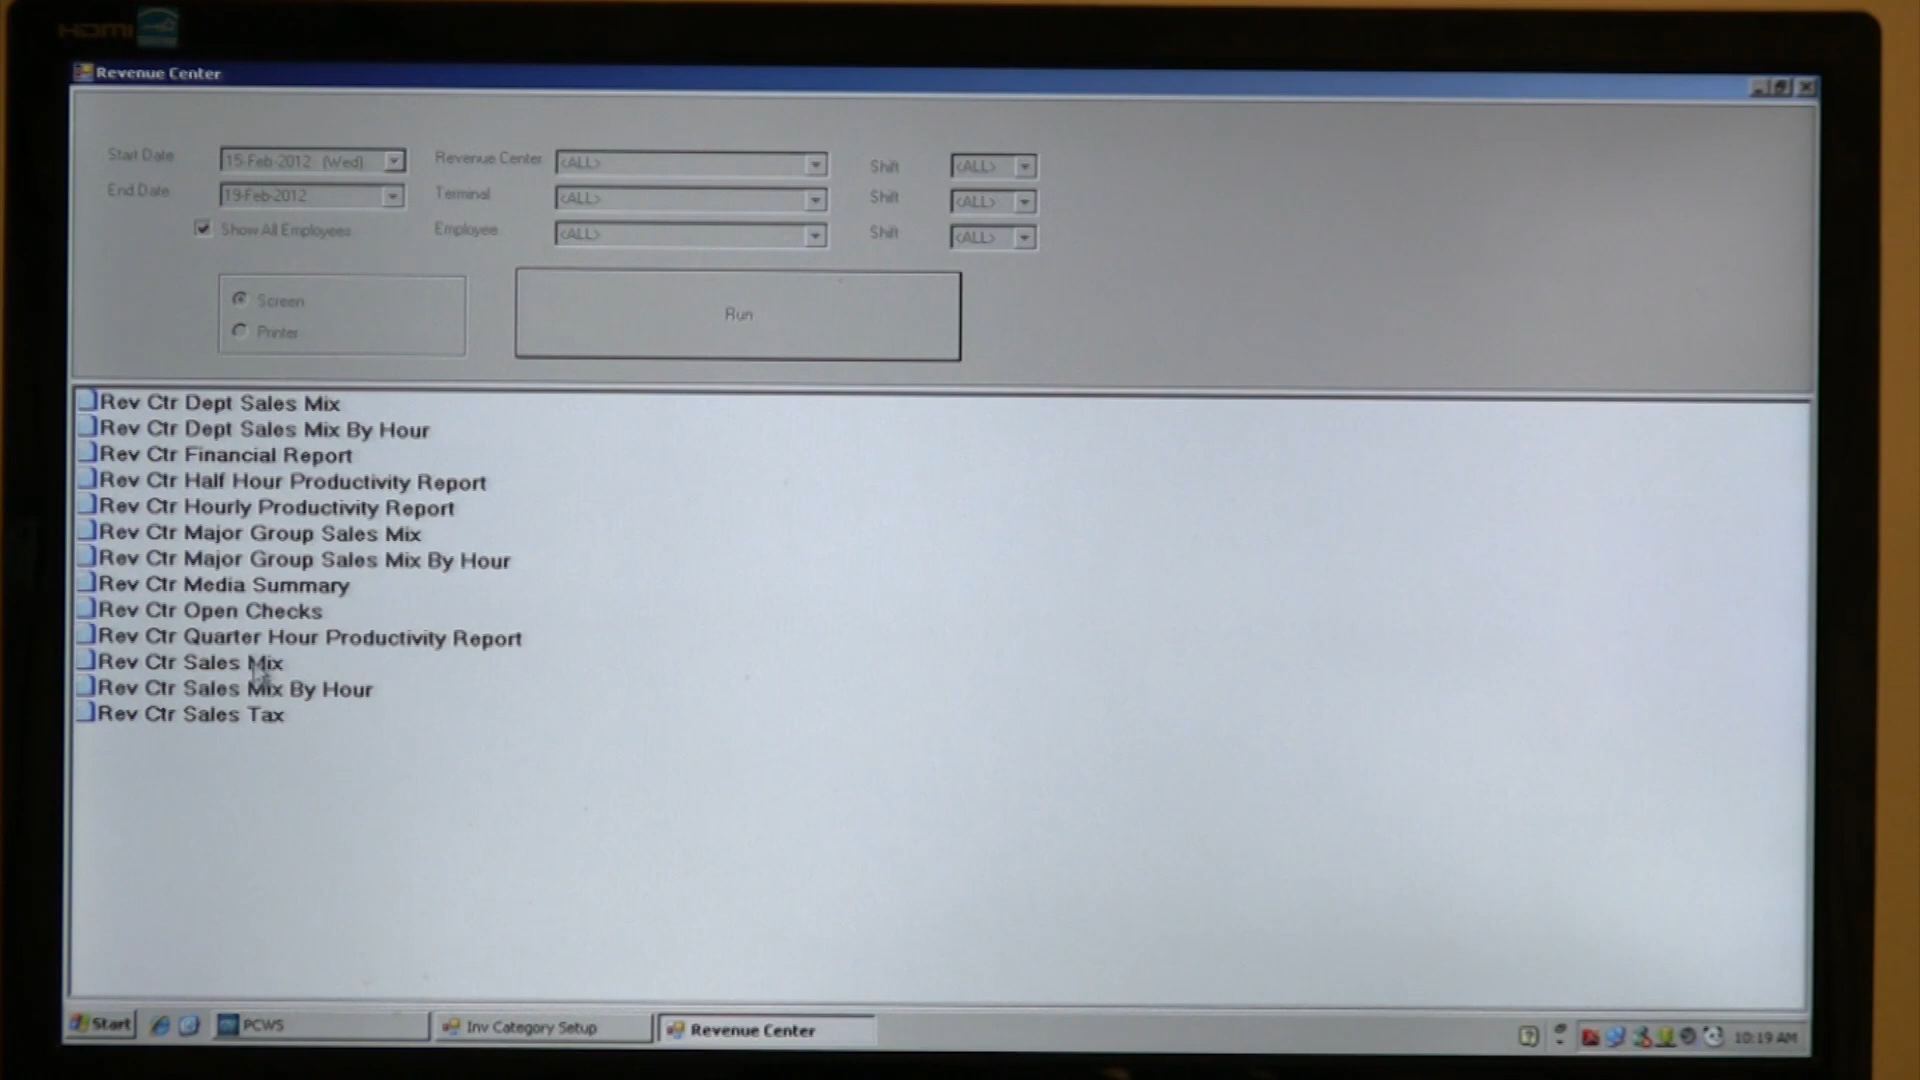 HDMI
Revenue Center
Start Date 15-Feb-2012 (Wed) Revenue Center <ALL> Shift <ALL>
End Date 19-Feb-2012 Terminal <ALL> Shift <ALL>
Show All Employees Employee <ALL> Shift <ALL>
Screen
Printer
Run
Rev Ctr Dept Sales Mix
Rev Ctr Dept Sales Mix By Hour
Rev Ctr Financial Report
Rev Ctr Half Hour Productivity Report
Rev Ctr Hourly Productivity Report
Rev Ctr Major Group Sales Mix
Rev Ctr Major Group Sales Mix By Hour
Rev Ctr Media Summary
Rev Ctr Open Checks
Rev Ctr Quarter Hour Productivity Report
Rev Ctr Sales Mix
Rev Ctr Sales Mix By Hour
Rev Ctr Sales Tax
Start PCWS Inv Category Setup Revenue Center 10:19 AM